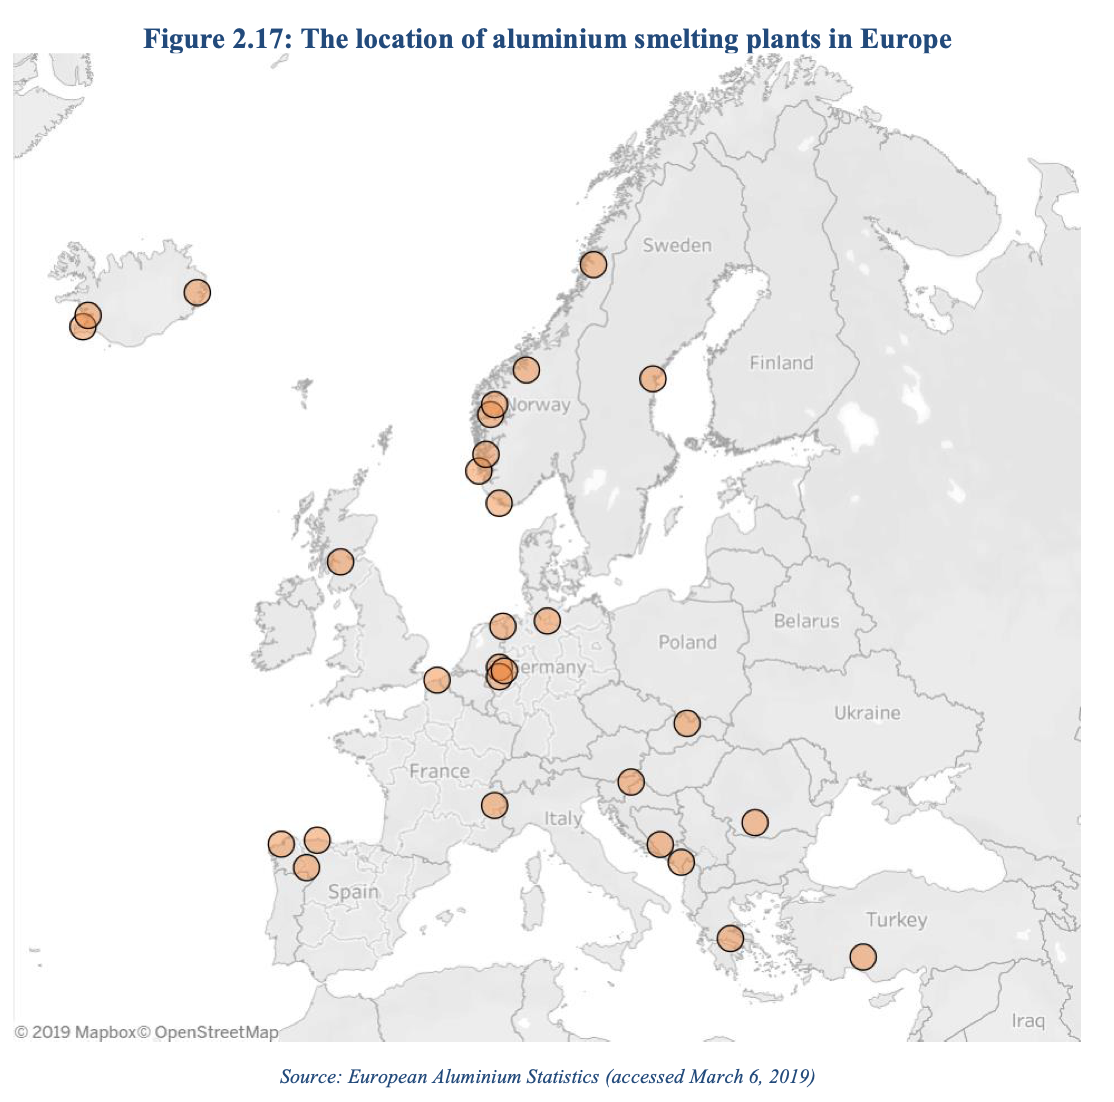 Figure 2.17: The location of aluminium smelting plants in Europe
Sweden
Finland
Norway
Belarus
Poland
Germany
Ukraine
France
Italy
Spain
Turkey
Iraq
© 2019 Mapbox© OpenStreetMap
Source: European Aluminium Statistics (accessed March 6, 2019)